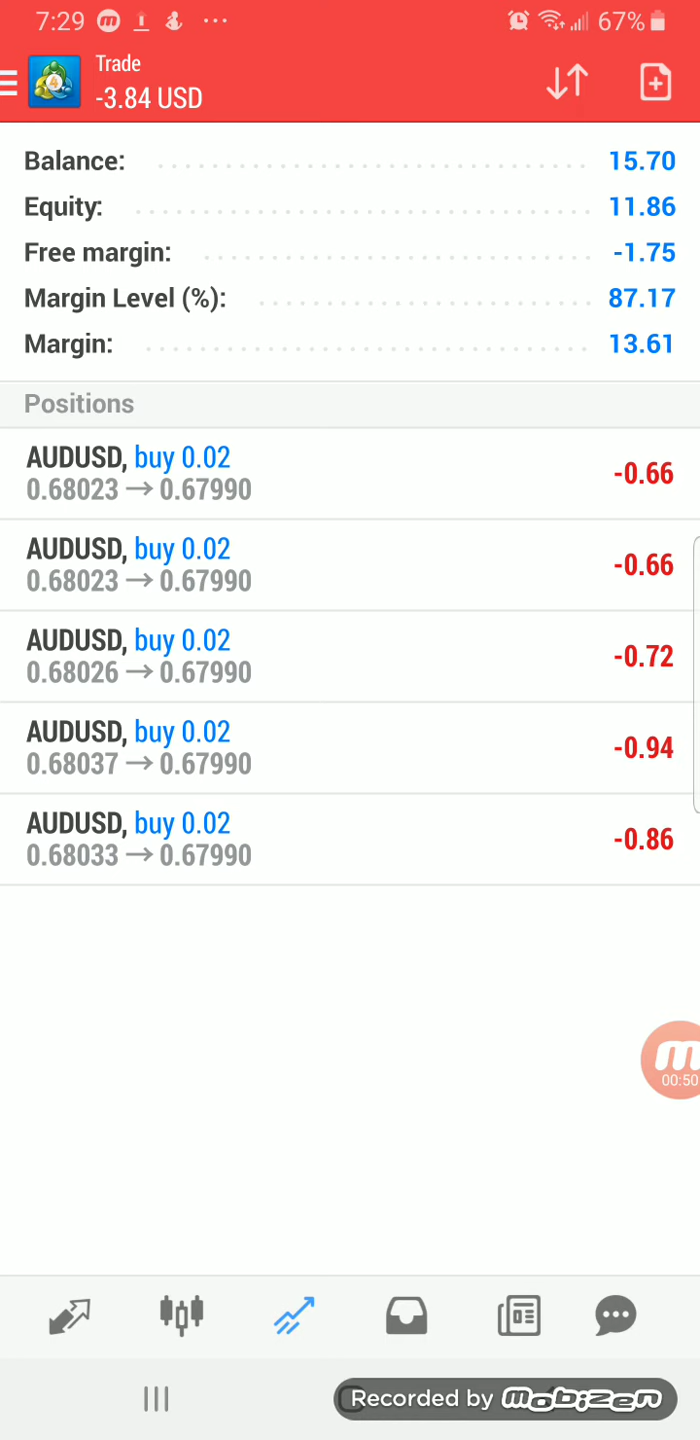 7:29 67%
Trade
-3.84 USD
Balance: 15.70
Equity: 11.86
Free margin: -1.75
Margin Level (%): 87.17
Margin: 13.61
Positions
AUDUSD, buy 0.02
0.68023 → 0.67990 -0.66
AUDUSD, buy 0.02
0.68023 → 0.67990 -0.66
AUDUSD, buy 0.02
0.68026 → 0.67990 -0.72
AUDUSD, buy 0.02
0.68037 → 0.67990 -0.94
AUDUSD, buy 0.02
0.68033 → 0.67990 -0.86
00:50
Recorded by mobizen